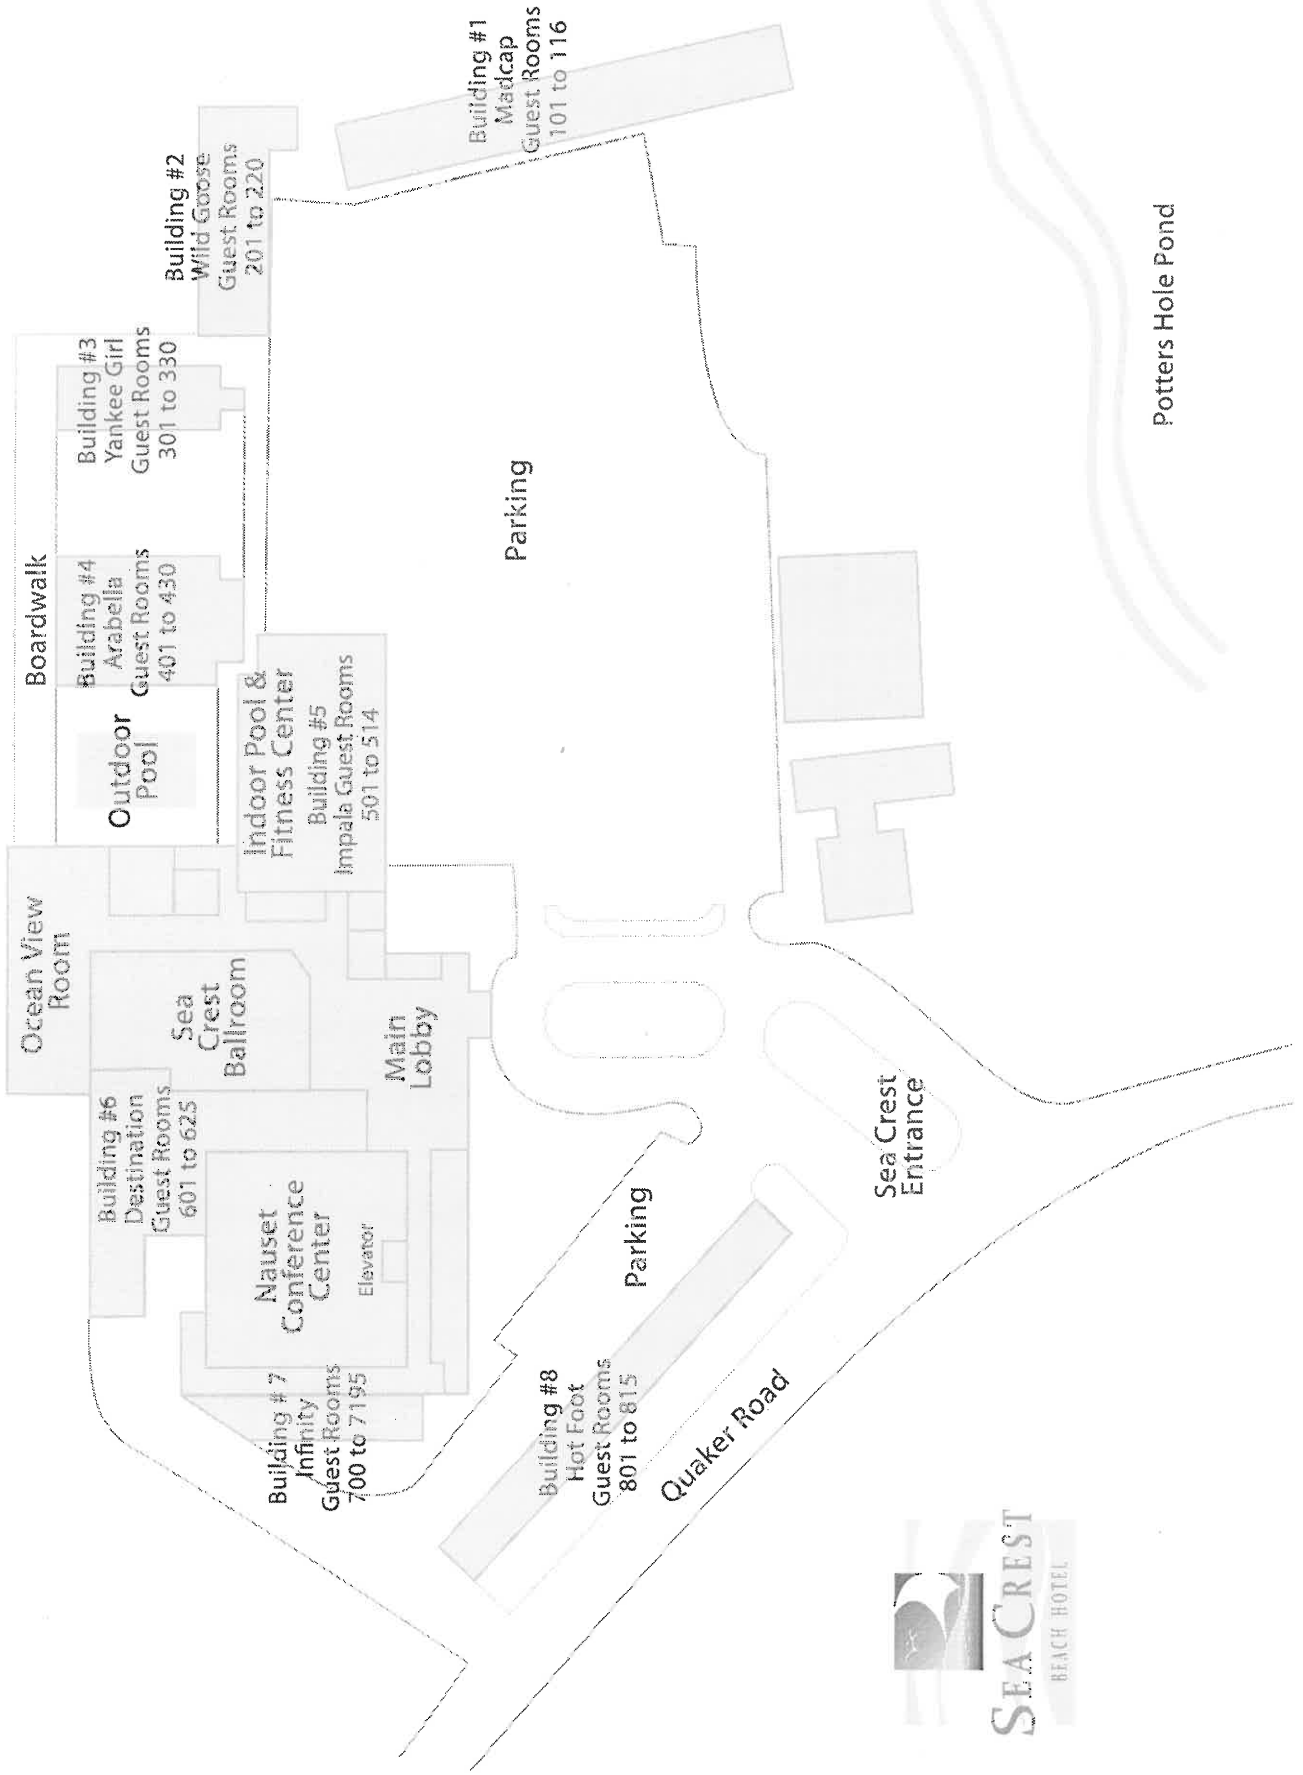 Ocean View
Room
Boardwalk
Building #6
Destination
Guest Rooms
601 to 625
Sea
Crest
Ballroom
Outdoor
Pool
Building #4
Arabella
Guest Rooms
401 to 430
Building #3
Yankee Girl
Guest Rooms
301 to 330
Building #2
Wild Goose
Guest Rooms
201 to 220
Building # 7
Infinity
Guest Rooms
700 to 7195
Nauset
Conference
Center
Elevator
Main
Lobby
Indoor Pool &
Fitness Center
Building #5
Impala Guest Rooms
501 to 514
Building #1
Madcap
Guest Rooms
101 to 116
Building #8
Hot Foot
Guest Rooms
801 to 815
Parking
Parking
Quaker Road
Sea Crest
Entrance
Potters Hole Pond
SEA CREST
BEACH HOTEL